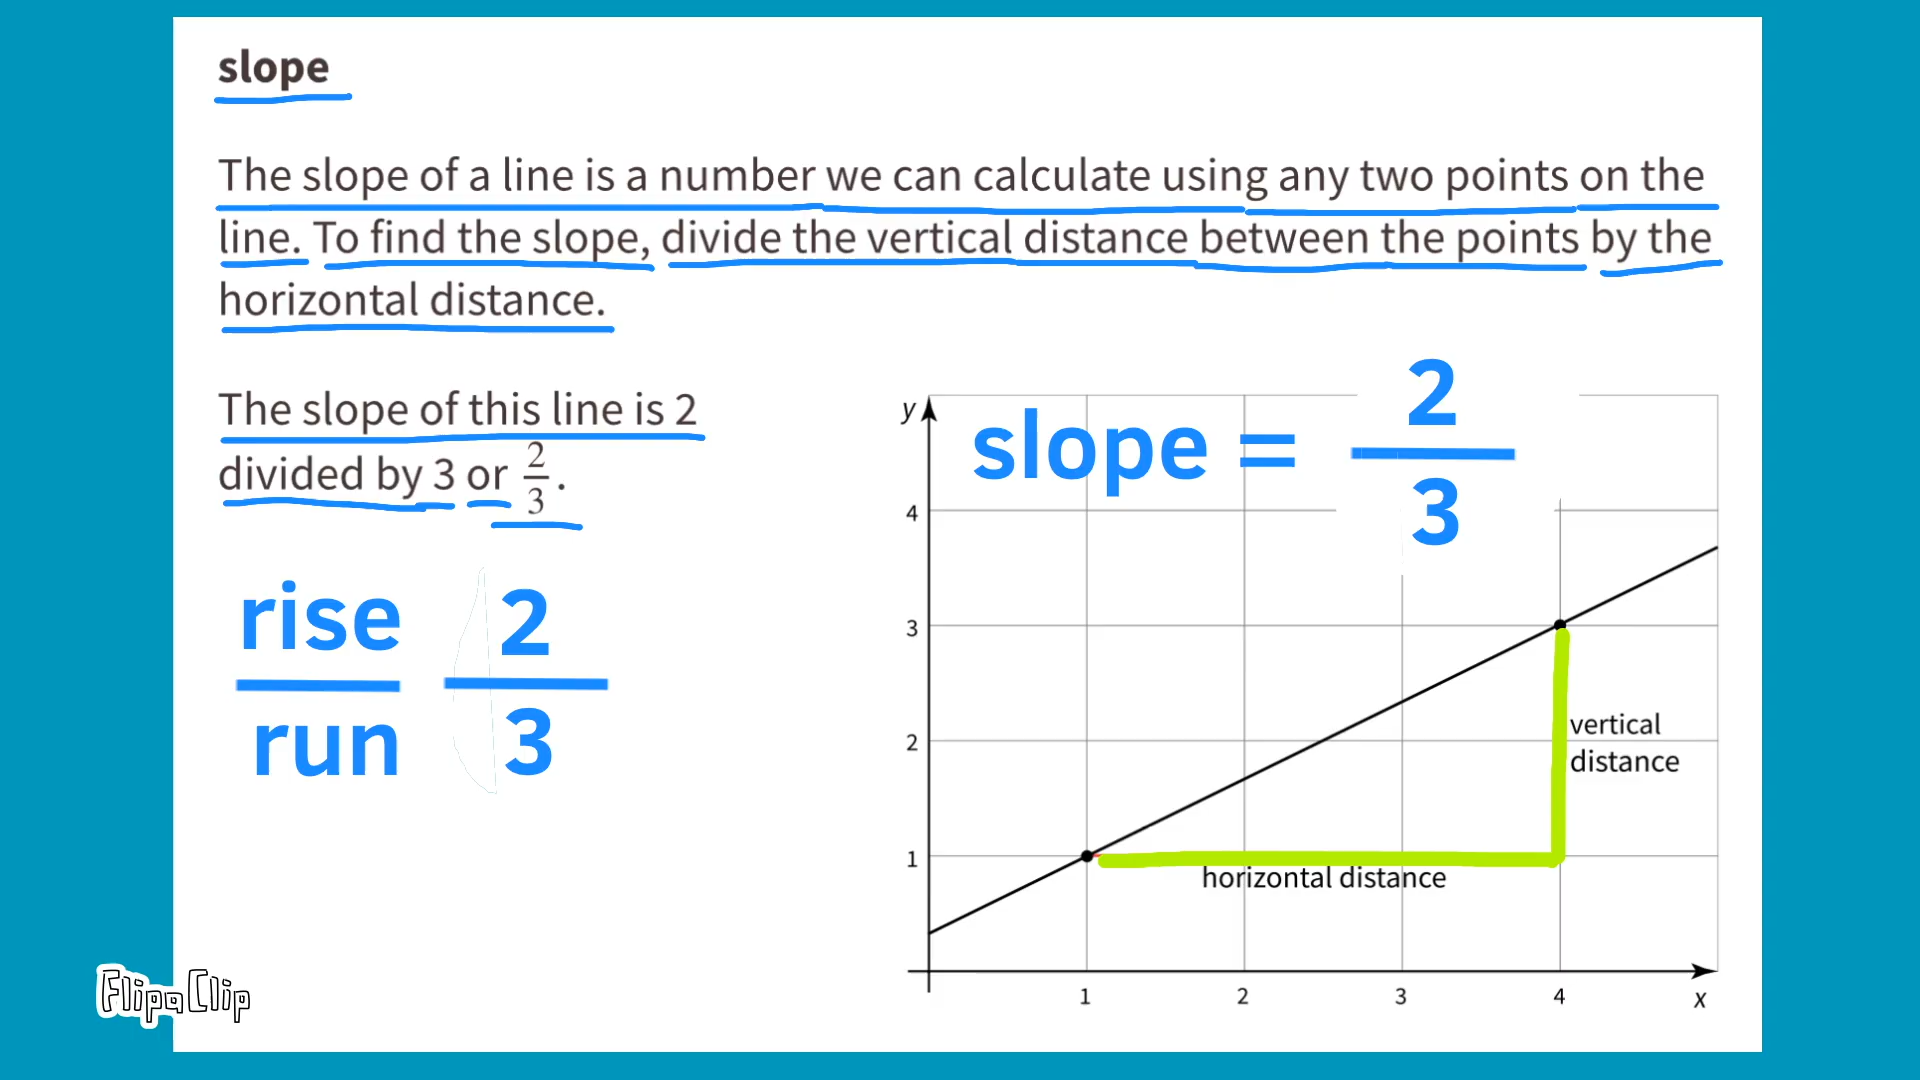 slope
The slope of a line is a number we can calculate using any two points on the
line. To find the slope, divide the vertical distance between the points by the
horizontal distance.
The slope of this line is 2
divided by 3 or 2/3.
rise 2
run 3
y
slope = 2/3
4
3
2
1
vertical
distance
horizontal distance
1 2 3 4 x
FlipaClip